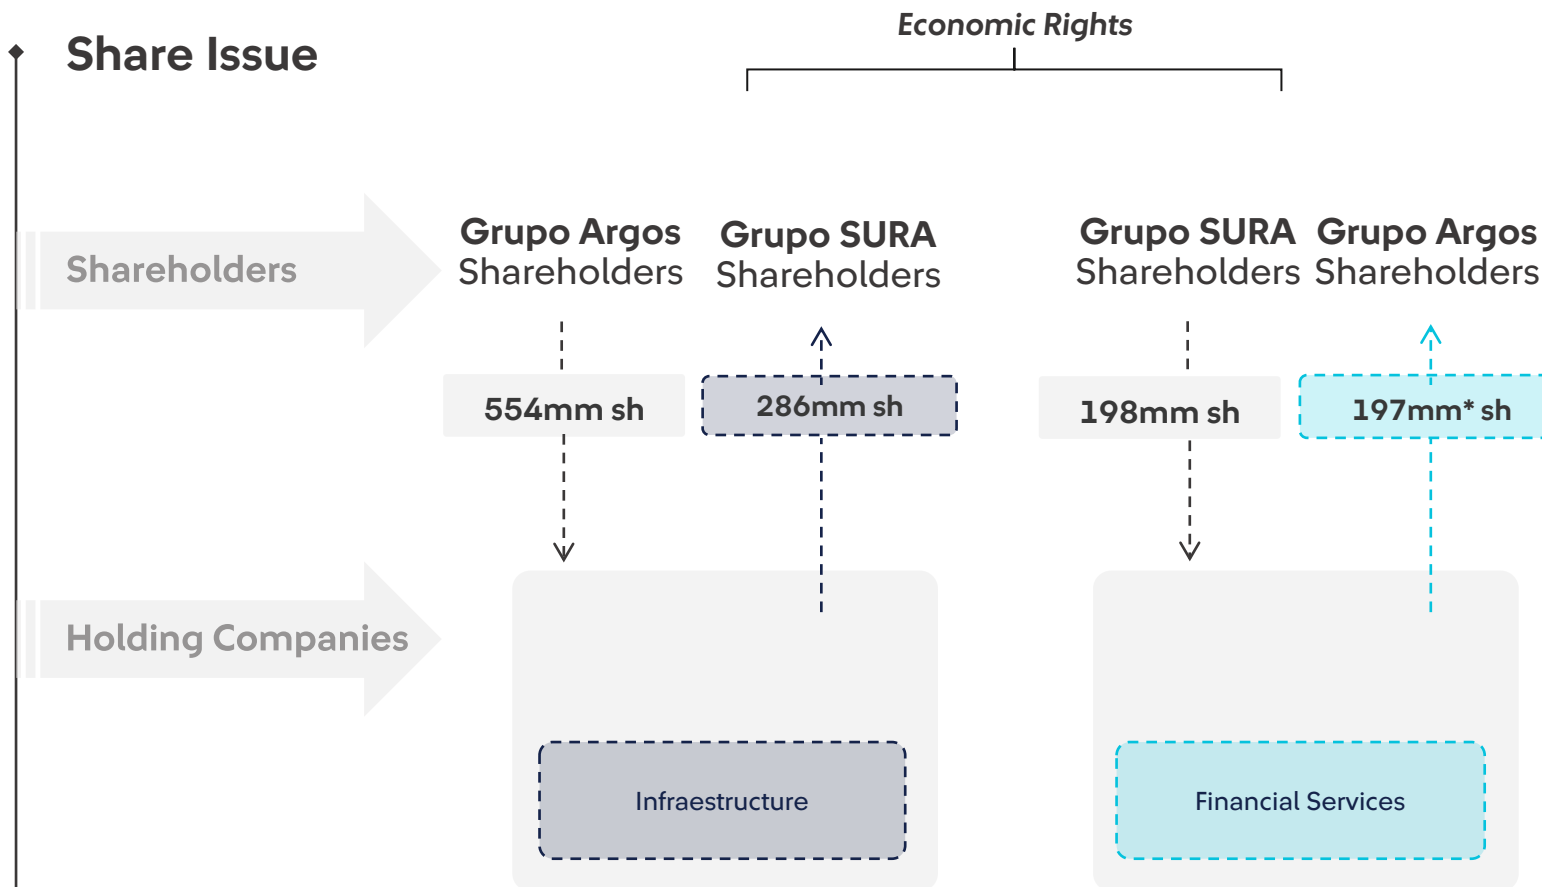 Economic Rights
Share Issue
Shareholders
Grupo Argos
Shareholders
Grupo SURA
Shareholders
Grupo SURA
Shareholders
Grupo Argos
Shareholders
554mm sh
286mm sh
198mm sh
197mm* sh
Holding Companies
Infraestructure
Financial Services